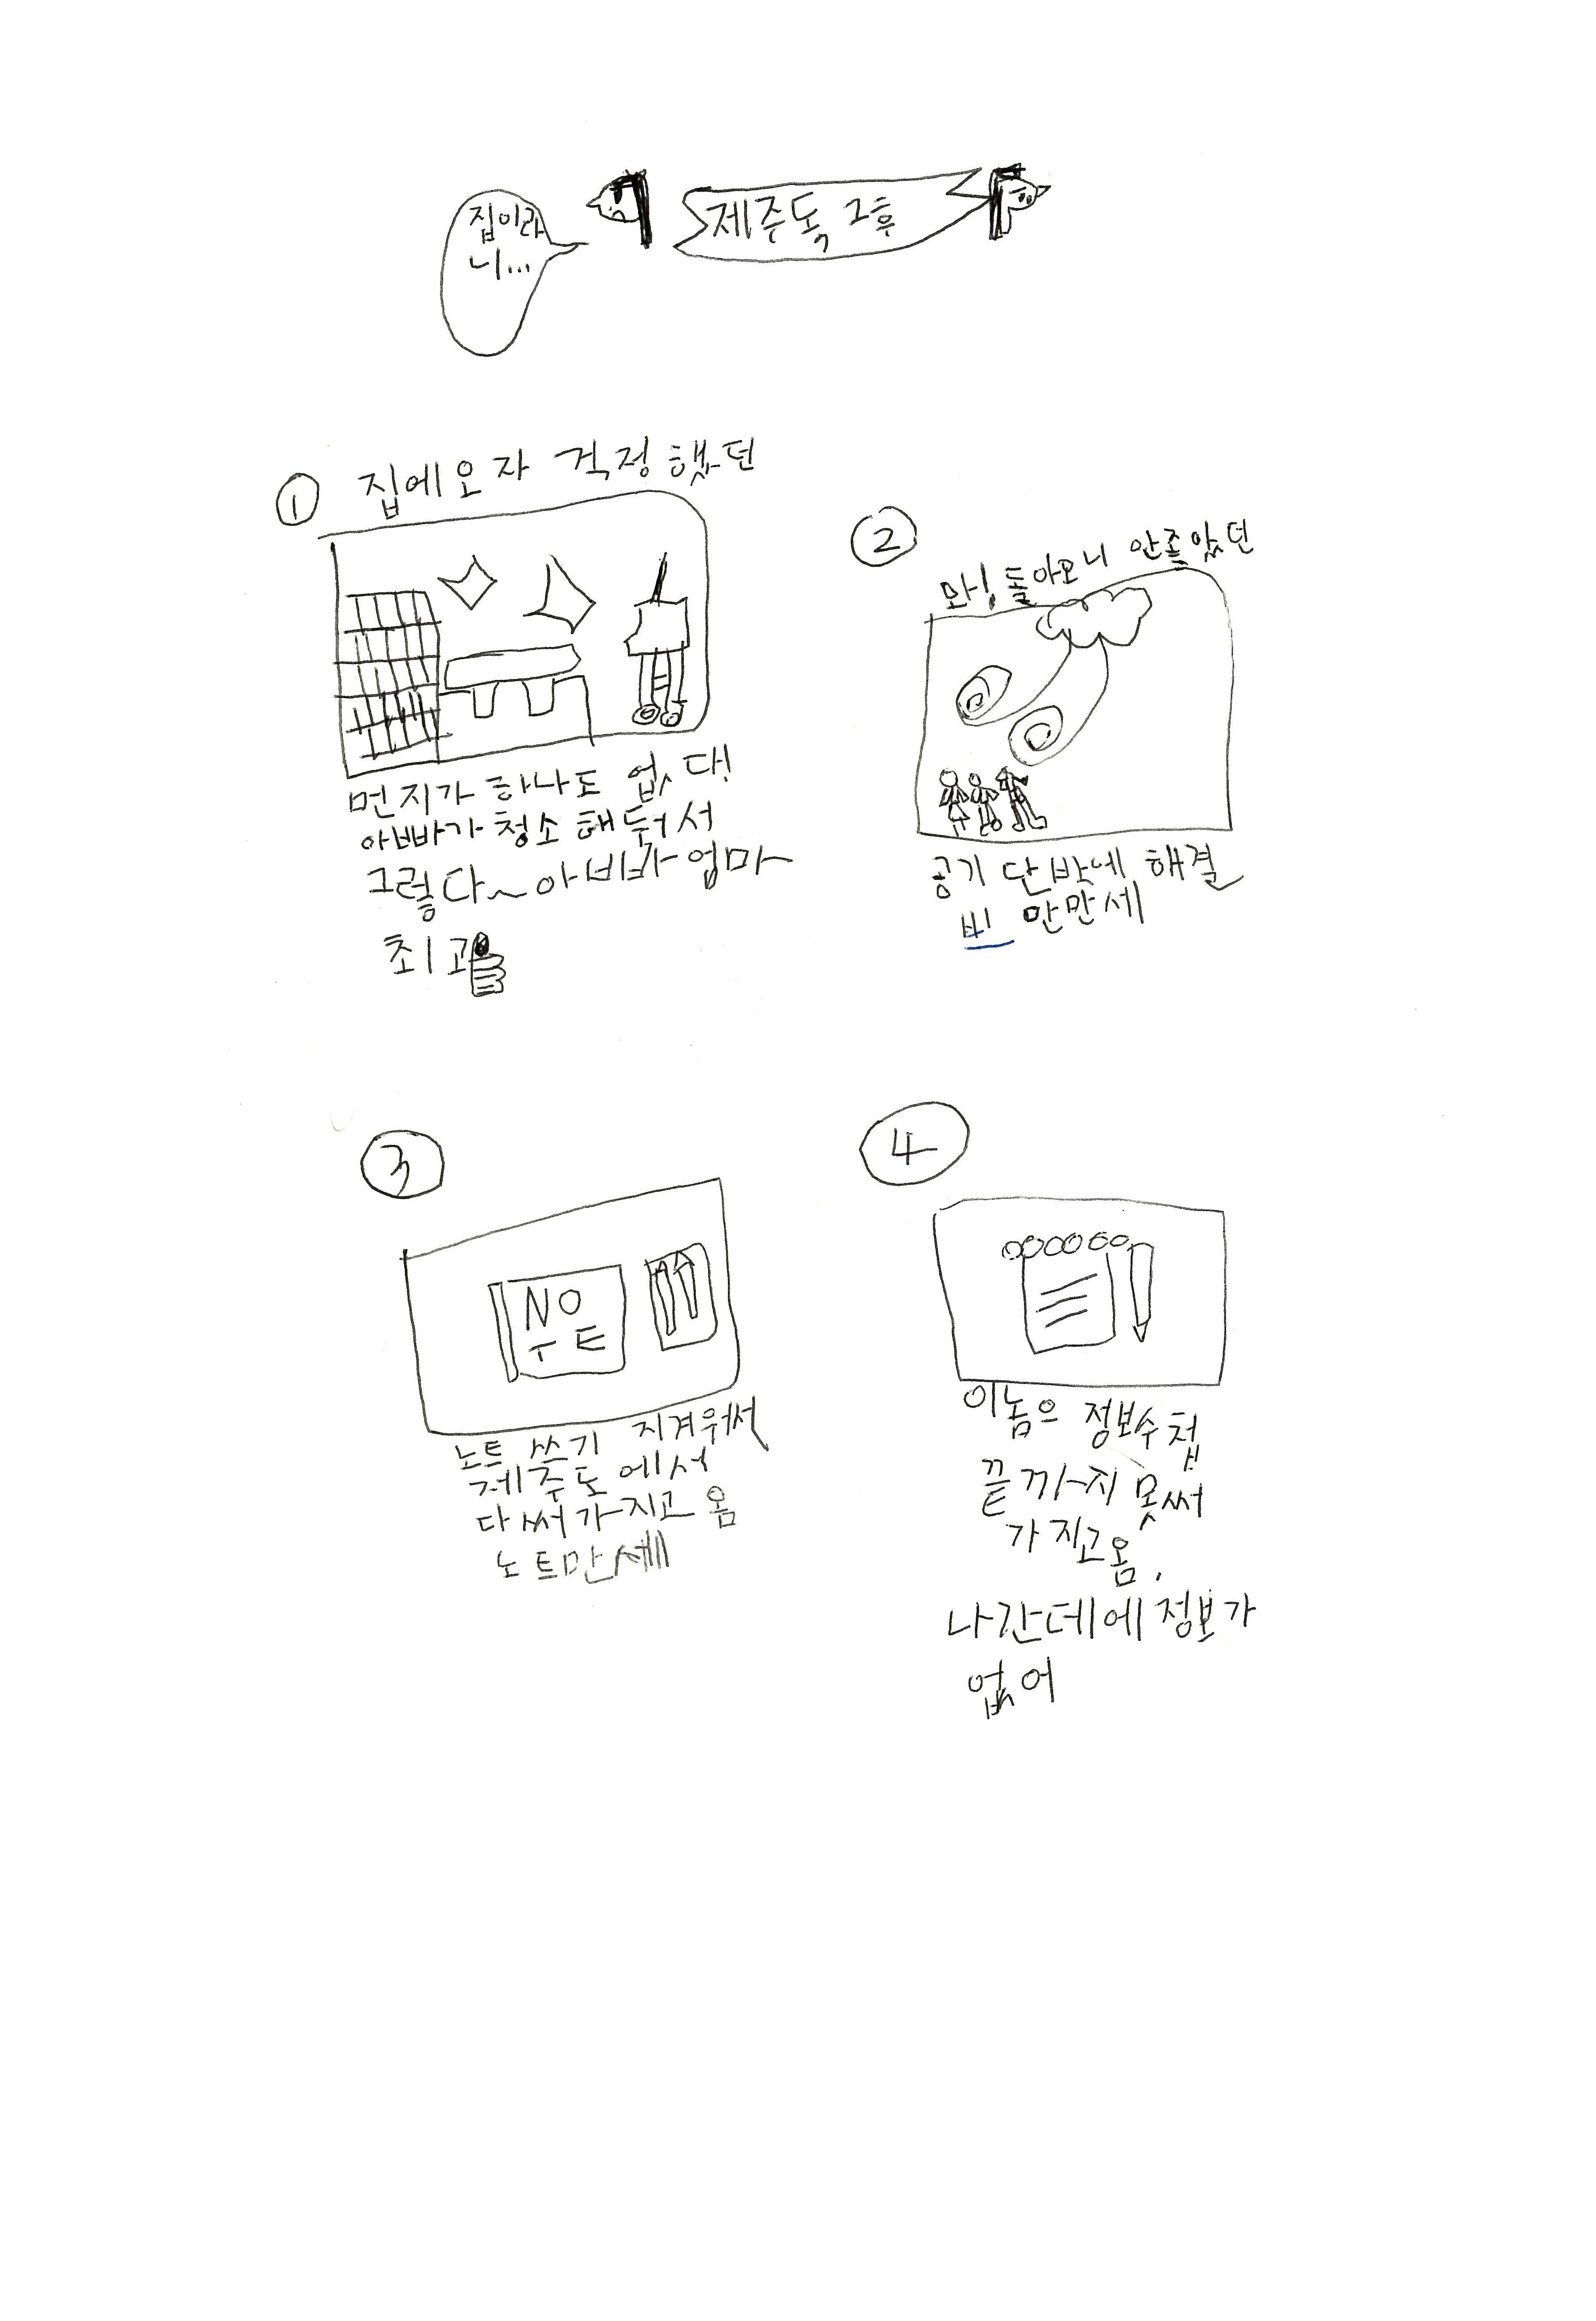 집이라
니...
제주독 그후
① 집에오자 걱정했던
먼지가 하나도 없다!
아빠가 청소해둬서
그렇다~아빠가 엄마
최고
② 와! 돌아오니 안좋았던
공기 단박에 해결
비 만만세
③
NO
TE
노트 쓰기 지겨워서
제주도에서
다써가지고 옴
노트만세
④
이놈으 정보수첩
끝까지 못써
가지고옴.
나간데에 정보가
없어